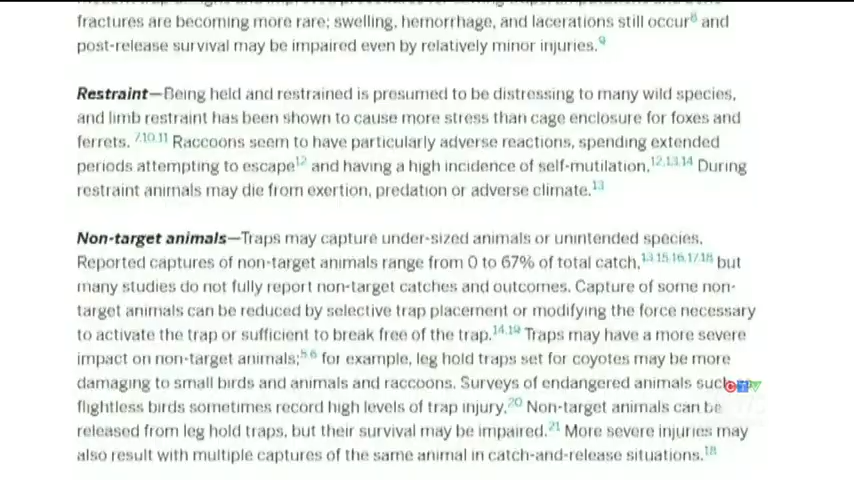 fractures are becoming more rare; swelling, hemorrhage, and lacerations still occur8 and
post-release survival may be impaired even by relatively minor injuries.9
Restraint—Being held and restrained is presumed to be distressing to many wild species,
and limb restraint has been shown to cause more stress than cage enclosure for foxes and
ferrets. 7,10,11 Raccoons seem to have particularly adverse reactions, spending extended
periods attempting to escape12 and having a high incidence of self-mutilation.12,13,14 During
restraint animals may die from exertion, predation or adverse climate.13
Non-target animals—Traps may capture under-sized animals or unintended species.
Reported captures of non-target animals range from 0 to 67% of total catch,13,15,16,17,18 but
many studies do not fully report non-target catches and outcomes. Capture of some non-
target animals can be reduced by selective trap placement or modifying the force necessary
to activate the trap or sufficient to break free of the trap.14,19 Traps may have a more severe
impact on non-target animals;5,6 for example, leg hold traps set for coyotes may be more
damaging to small birds and animals and raccoons. Surveys of endangered animals such
CTV
flightless birds sometimes record high levels of trap injury.20 Non-target animals can be
released from leg hold traps, but their survival may be impaired.21 More severe injuries may
also result with multiple captures of the same animal in catch-and-release situations.18